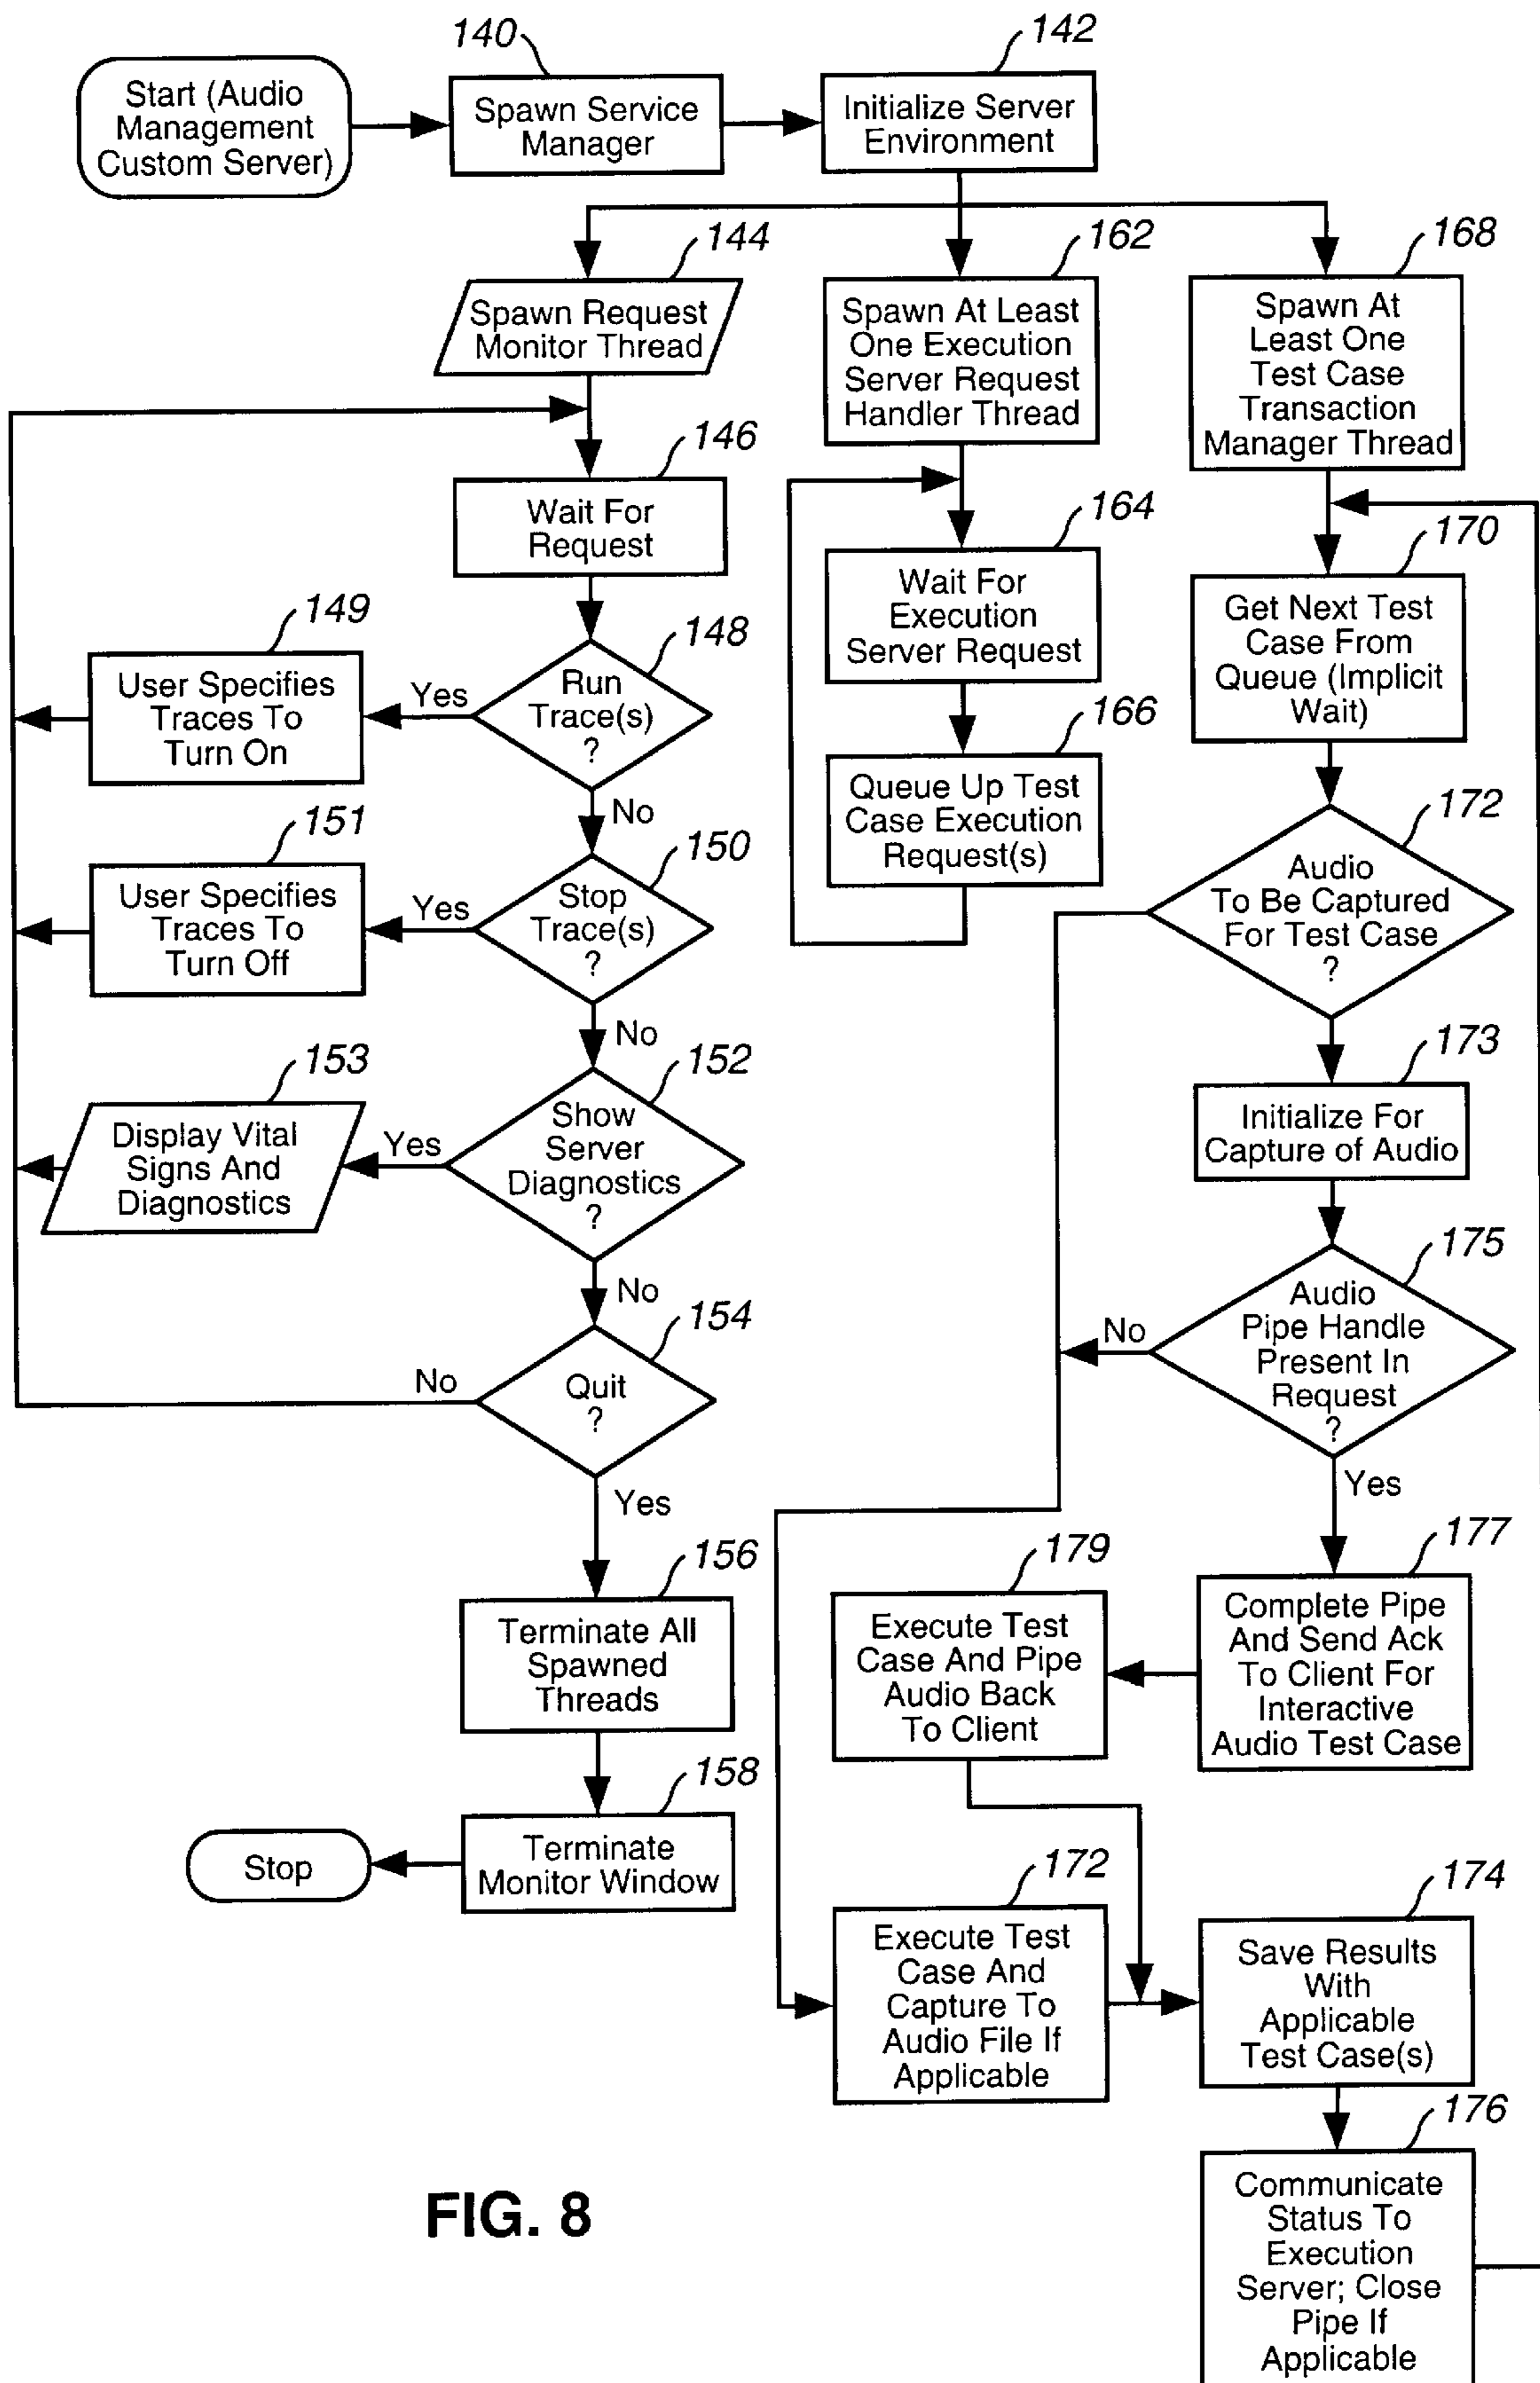 140
142
Start (Audio
Management
Custom Server)
Spawn Service
Manager
Initialize Server
Environment
144
162
168
Spawn Request
Monitor Thread
Spawn At Least
One Execution
Server Request
Handler Thread
Spawn At
Least One
Test Case
Transaction
Manager Thread
146
Wait For
Request
164
Wait For
Execution
Server Request
170
Get Next Test
Case From
Queue (Implicit
Wait)
149
User Specifies
Traces To
Turn On
Yes
148
Run
Trace(s)
?
No
166
Queue Up Test
Case Execution
Request(s)
172
Audio
To Be Captured
For Test Case
?
151
User Specifies
Traces To
Turn Off
Yes
150
Stop
Trace(s)
?
No
153
Display Vital
Signs And
Diagnostics
Yes
152
Show
Server
Diagnostics
?
No
173
Initialize For
Capture of Audio
175
Audio
Pipe Handle
Present In
Request
?
No
Yes
154
Quit
?
No
Yes
156
Terminate All
Spawned
Threads
179
Execute Test
Case And Pipe
Audio Back
To Client
177
Complete Pipe
And Send Ack
To Client For
Interactive
Audio Test Case
158
Terminate
Monitor Window
Stop
172
Execute Test
Case And
Capture To
Audio File If
Applicable
174
Save Results
With
Applicable
Test Case(s)
176
Communicate
Status To
Execution
Server; Close
Pipe If
Applicable
FIG. 8